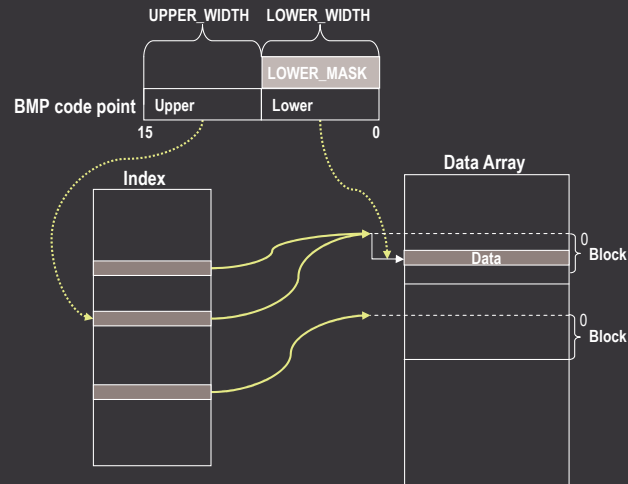 UPPER_WIDTH LOWER_WIDTH
LOWER_MASK
BMP code point Upper Lower
15 0
Index
Data Array
0
Block
Data
0
Block